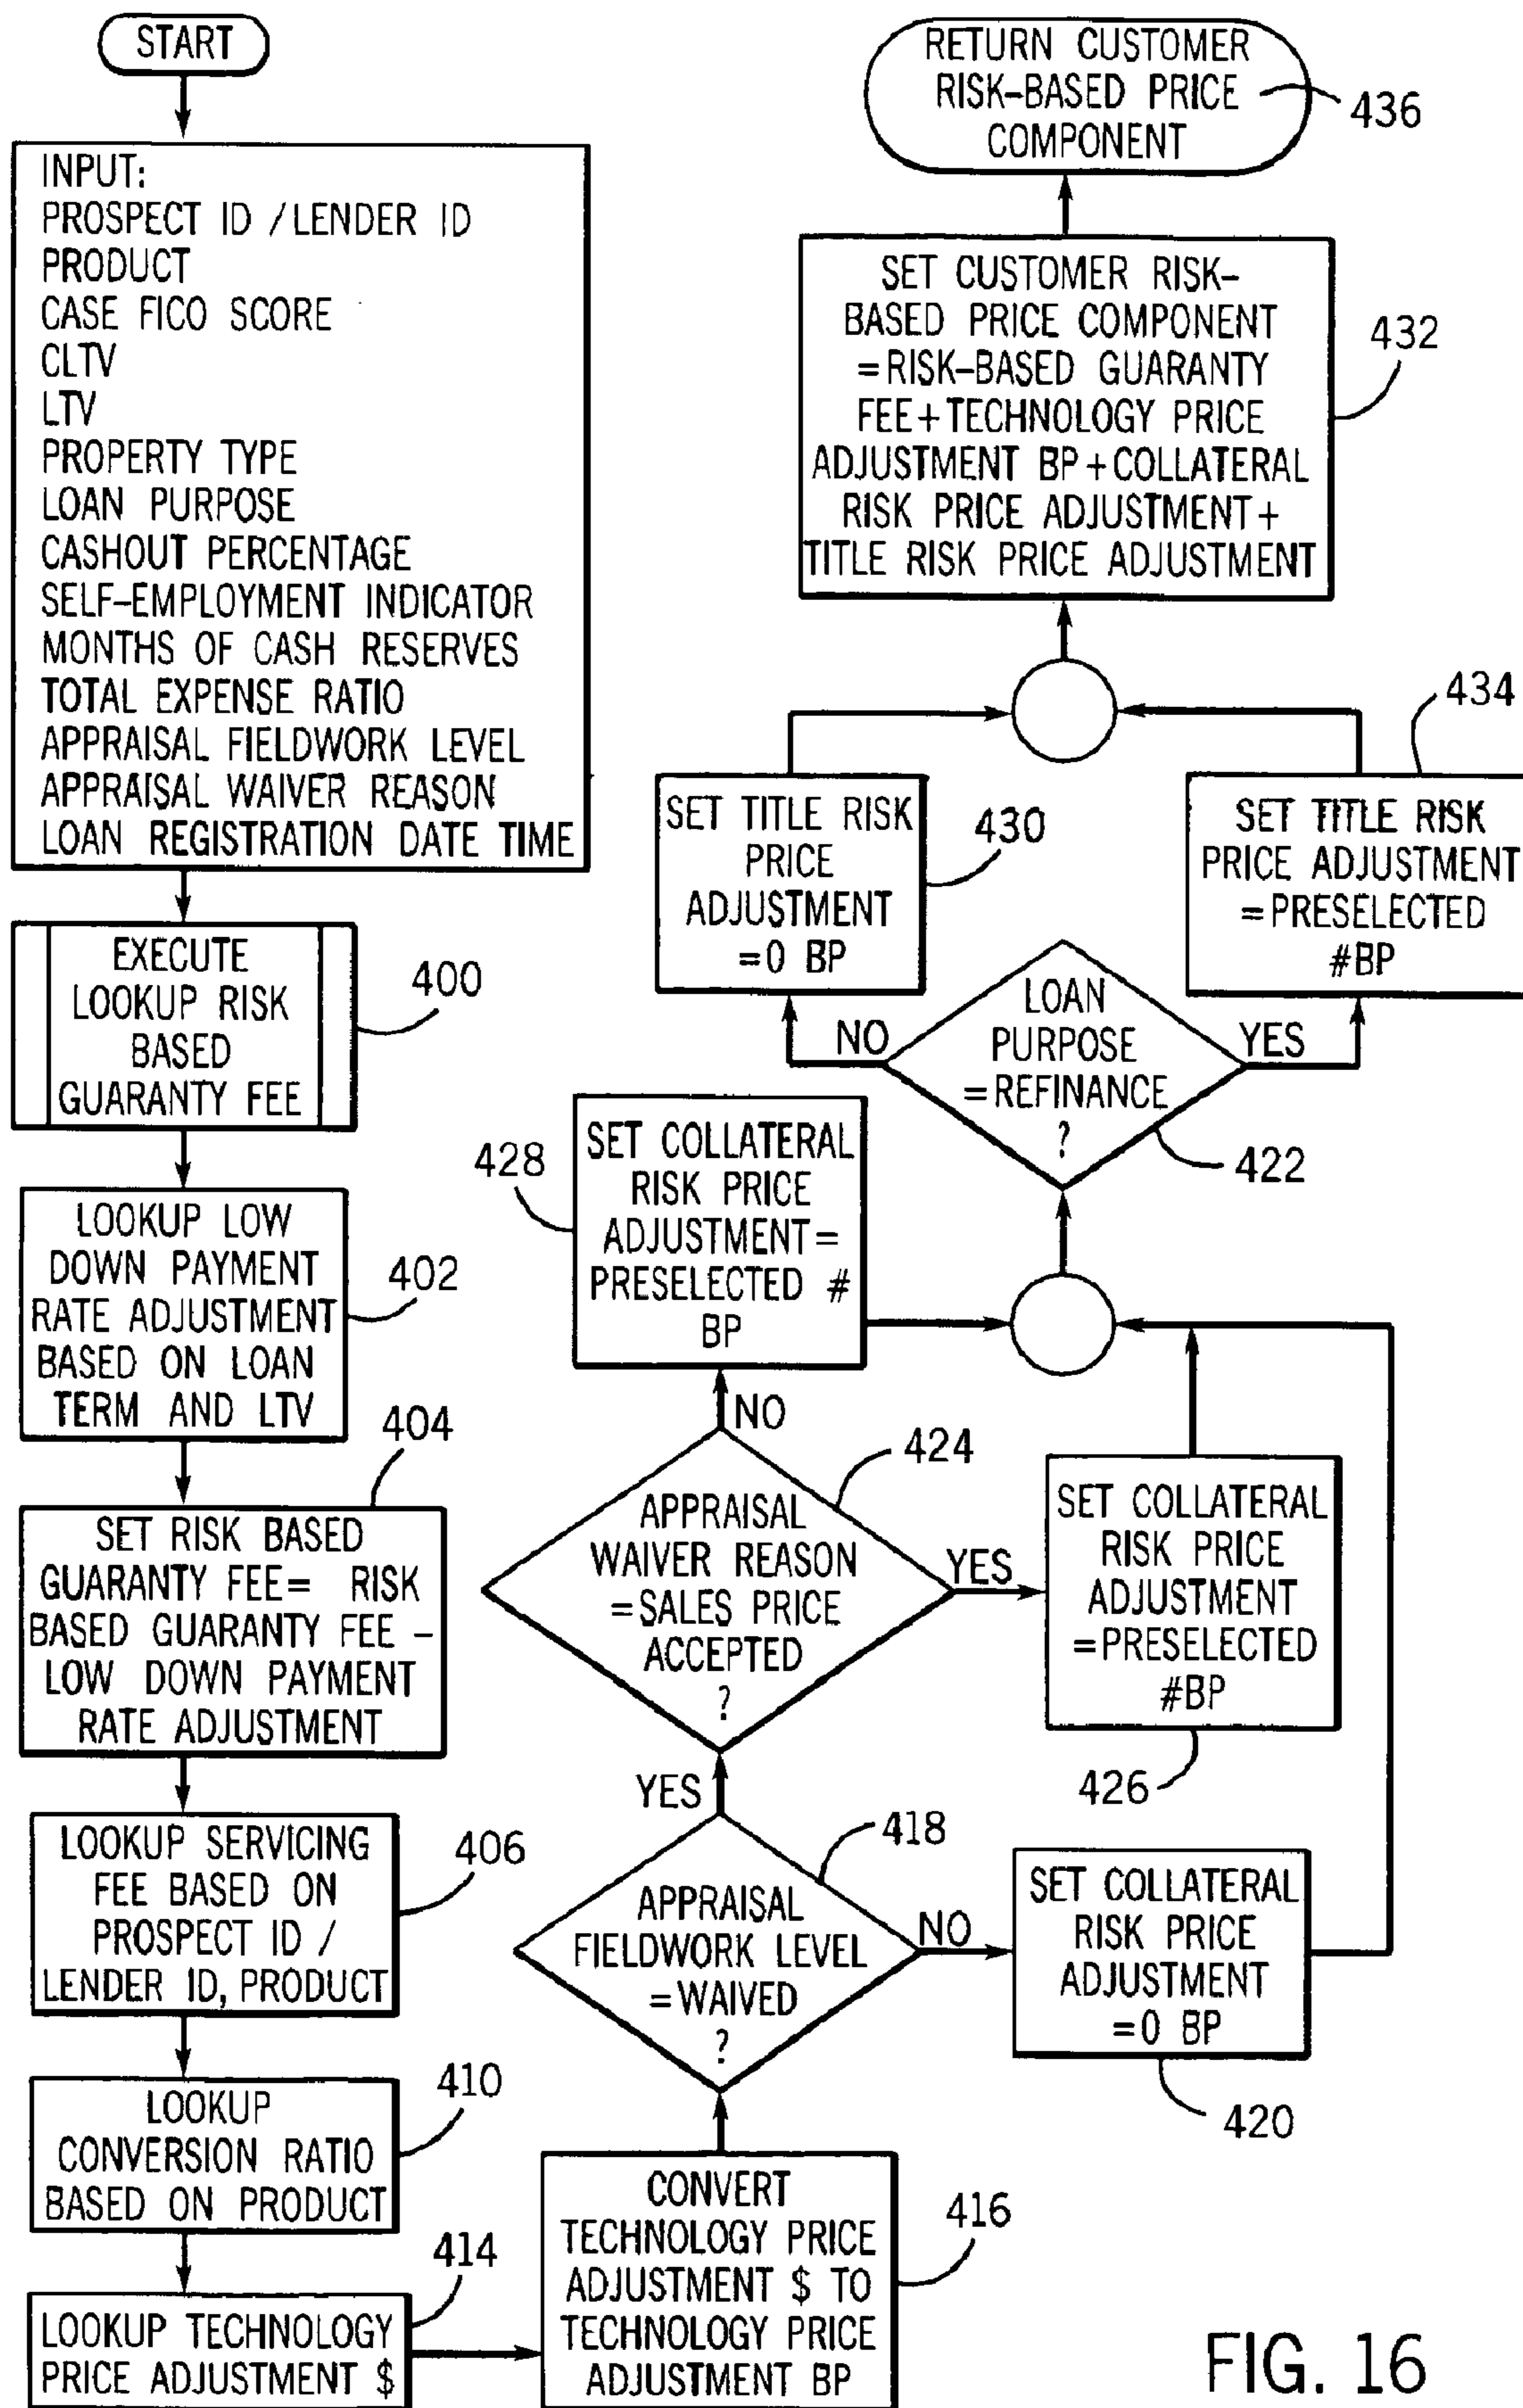 START
INPUT:
PROSPECT ID / LENDER ID
PRODUCT
CASE FICO SCORE
CLTV
LTV
PROPERTY TYPE
LOAN PURPOSE
CASHOUT PERCENTAGE
SELF-EMPLOYMENT INDICATOR
MONTHS OF CASH RESERVES
TOTAL EXPENSE RATIO
APPRAISAL FIELDWORK LEVEL
APPRAISAL WAIVER REASON
LOAN REGISTRATION DATE TIME
EXECUTE
LOOKUP RISK
BASED
GUARANTY FEE
400
LOOKUP LOW
DOWN PAYMENT
RATE ADJUSTMENT
BASED ON LOAN
TERM AND LTV
402
404
SET RISK BASED
GUARANTY FEE= RISK
BASED GUARANTY FEE -
LOW DOWN PAYMENT
RATE ADJUSTMENT
LOOKUP SERVICING
FEE BASED ON
PROSPECT ID /
LENDER ID, PRODUCT
406
LOOKUP
CONVERSION RATIO
BASED ON PRODUCT
410
LOOKUP TECHNOLOGY
PRICE ADJUSTMENT $
414
CONVERT
TECHNOLOGY PRICE
ADJUSTMENT $ TO
TECHNOLOGY PRICE
ADJUSTMENT BP
416
APPRAISAL
FIELDWORK LEVEL
=WAIVED
?
418
NO
SET COLLATERAL
RISK PRICE
ADJUSTMENT
=0 BP
420
YES
APPRAISAL
WAIVER REASON
=SALES PRICE
ACCEPTED
?
424
YES
SET COLLATERAL
RISK PRICE
ADJUSTMENT
=PRESELECTED
#BP
426
NO
SET COLLATERAL
RISK PRICE
ADJUSTMENT=
PRESELECTED #
BP
428
LOAN
PURPOSE
=REFINANCE
?
422
NO
SET TITLE RISK
PRICE
ADJUSTMENT
=0 BP
430
YES
SET TITLE RISK
PRICE ADJUSTMENT
=PRESELECTED
#BP
434
SET CUSTOMER RISK-
BASED PRICE COMPONENT
=RISK-BASED GUARANTY
FEE+TECHNOLOGY PRICE
ADJUSTMENT BP+COLLATERAL
RISK PRICE ADJUSTMENT+
TITLE RISK PRICE ADJUSTMENT
432
RETURN CUSTOMER
RISK-BASED PRICE
COMPONENT
436
FIG. 16